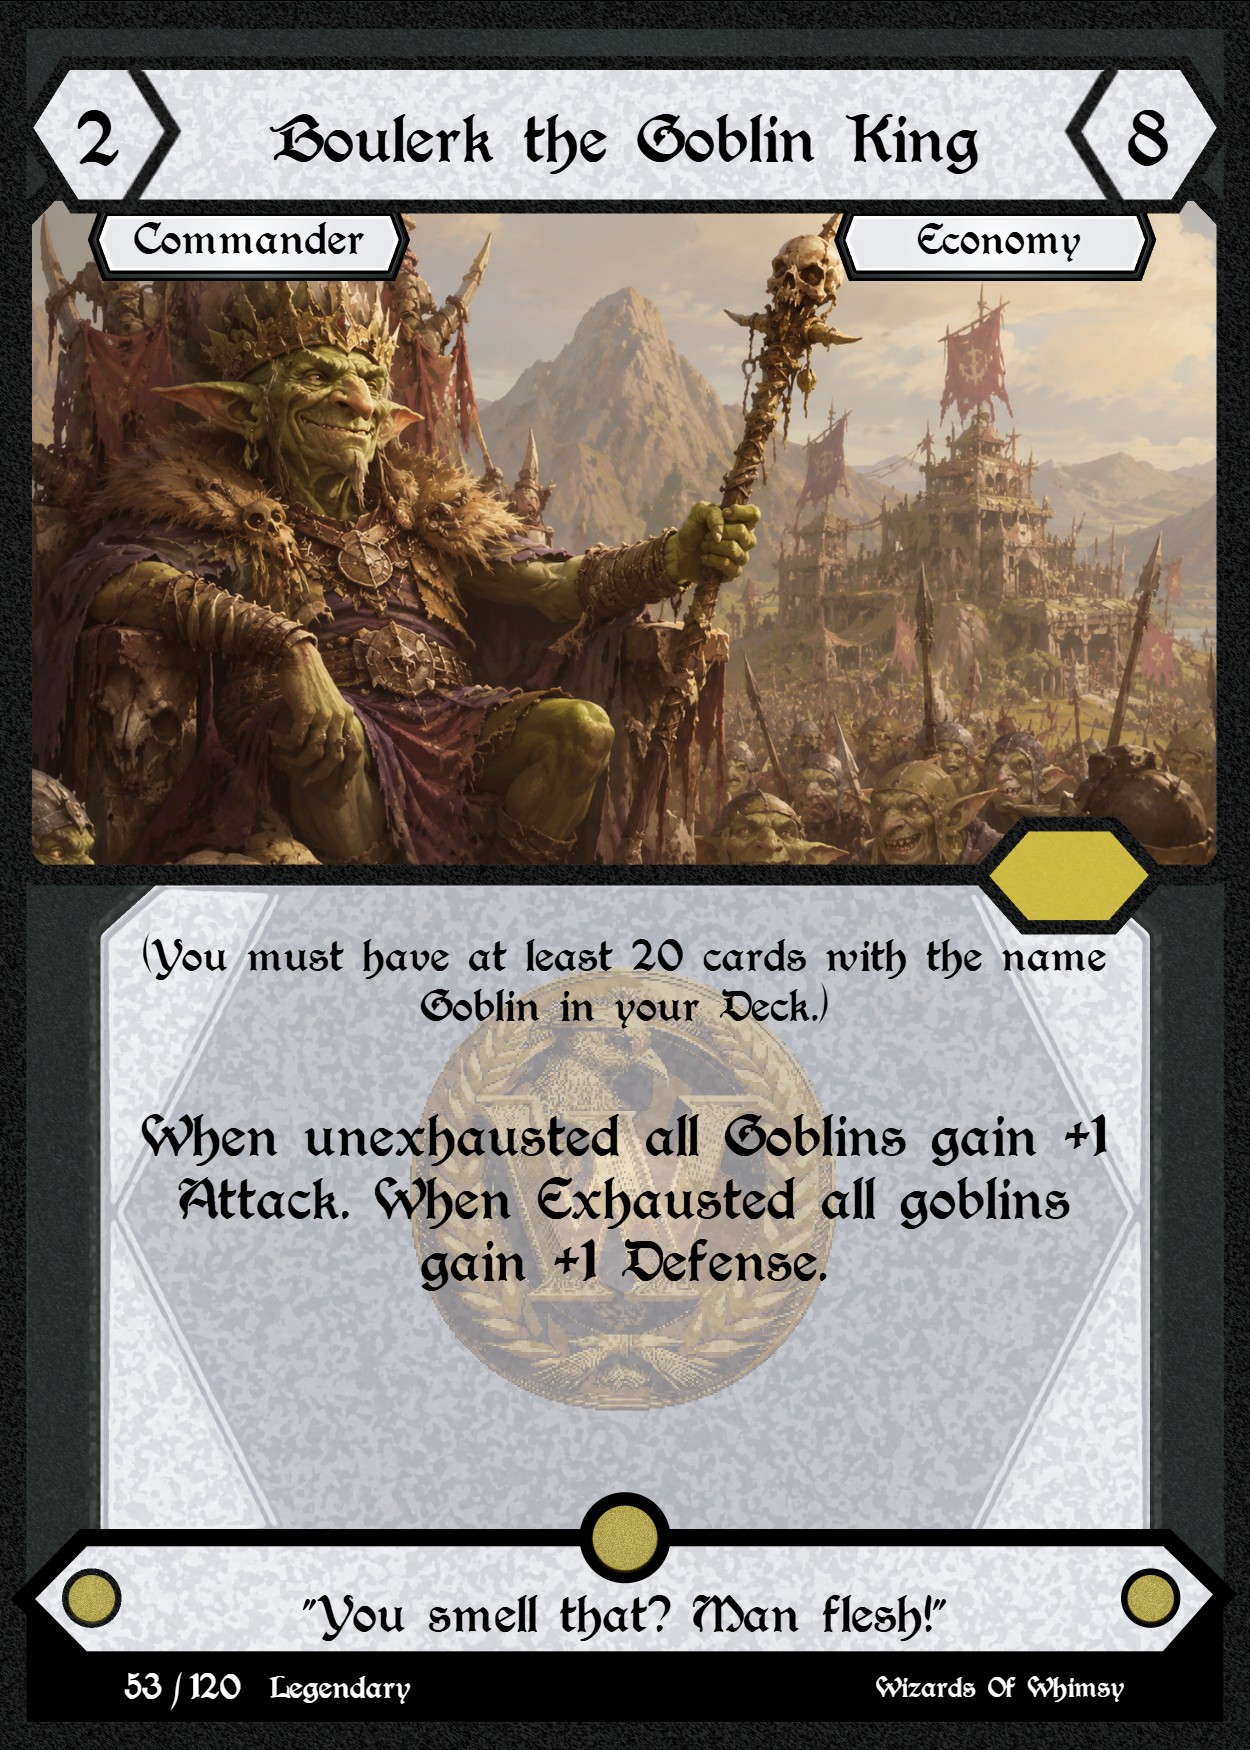 2
Boulerk the Goblin King
8
Commander
Economy
(You must have at least 20 cards with the name
Goblin in your Deck.)
When unexhausted all Goblins gain +1
Attack. When Exhausted all goblins
gain +1 Defense.
W
"You smell that? Man flesh!"
53 / 120 Legendary
Wizards Of Whimsy